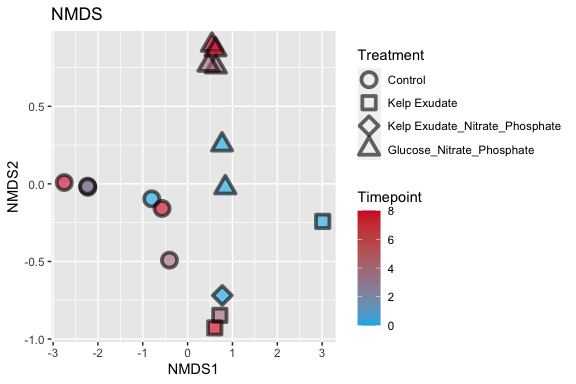 NMDS
NMDS2
0.5
0.0
-0.5
-1.0
-3 -2 -1 0 1 2 3
NMDS1
Treatment
Control
Kelp Exudate
Kelp Exudate_Nitrate_Phosphate
Glucose_Nitrate_Phosphate
Timepoint
8
6
4
2
0